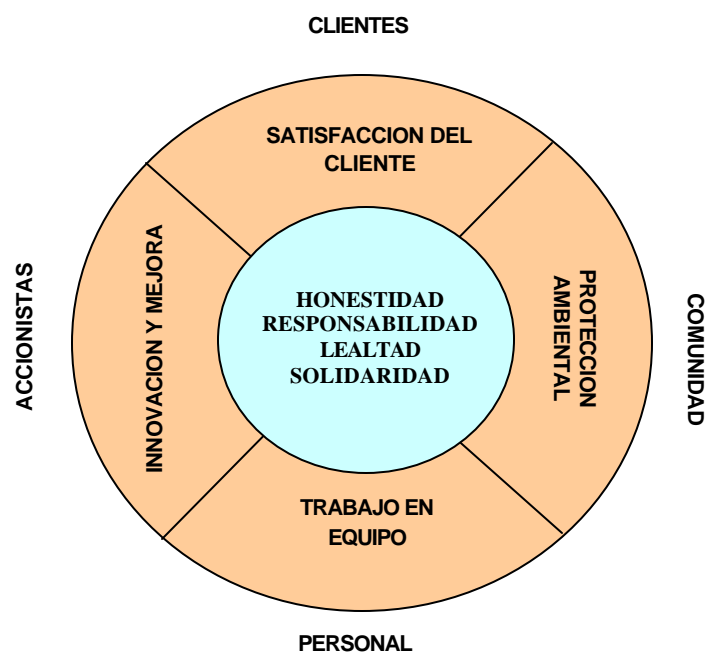 CLIENTES
SATISFACCION DEL
CLIENTE
ACCIONISTAS
INNOVACION Y MEJORA
HONESTIDAD
RESPONSABILIDAD
LEALTAD
SOLIDARIDAD
PROTECCION
AMBIENTAL
COMUNIDAD
TRABAJO EN
EQUIPO
PERSONAL